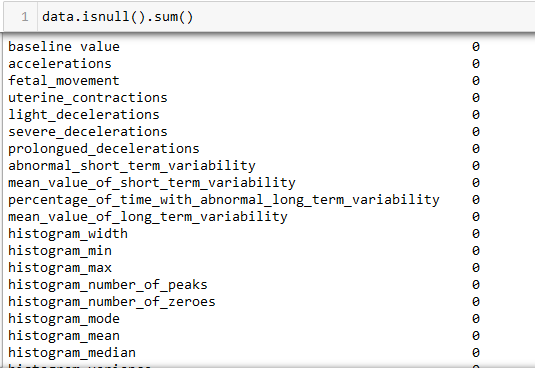 1 data.isnull().sum()
baseline value 0
accelerations 0
fetal_movement 0
uterine_contractions 0
light_decelerations 0
severe_decelerations 0
prolongued_decelerations 0
abnormal_short_term_variability 0
mean_value_of_short_term_variability 0
percentage_of_time_with_abnormal_long_term_variability 0
mean_value_of_long_term_variability 0
histogram_width 0
histogram_min 0
histogram_max 0
histogram_number_of_peaks 0
histogram_number_of_zeroes 0
histogram_mode 0
histogram_mean 0
histogram_median 0